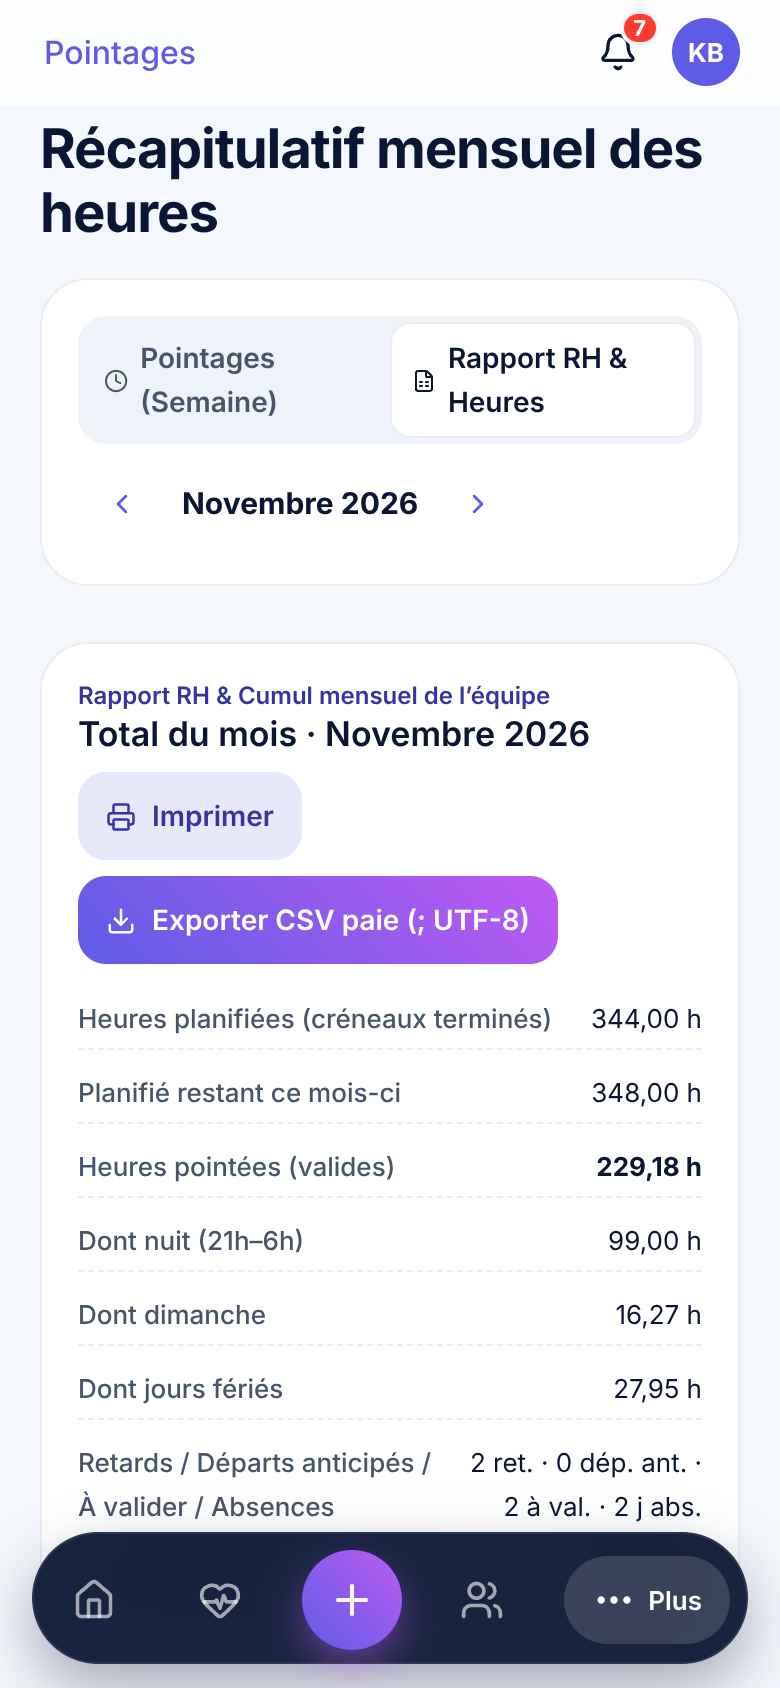 Pointages
7
KB
Récapitulatif mensuel des
heures
Pointages
(Semaine)
Rapport RH &
Heures
Novembre 2026
Rapport RH & Cumul mensuel de l’équipe
Total du mois · Novembre 2026
Imprimer
Exporter CSV paie (; UTF-8)
Heures planifiées (créneaux terminés) 344,00 h
Planifié restant ce mois-ci 348,00 h
Heures pointées (valides) 229,18 h
Dont nuit (21h–6h) 99,00 h
Dont dimanche 16,27 h
Dont jours fériés 27,95 h
Retards / Départs anticipés / 2 ret. · 0 dép. ant. ·
À valider / Absences 2 à val. · 2 j abs.
Plus